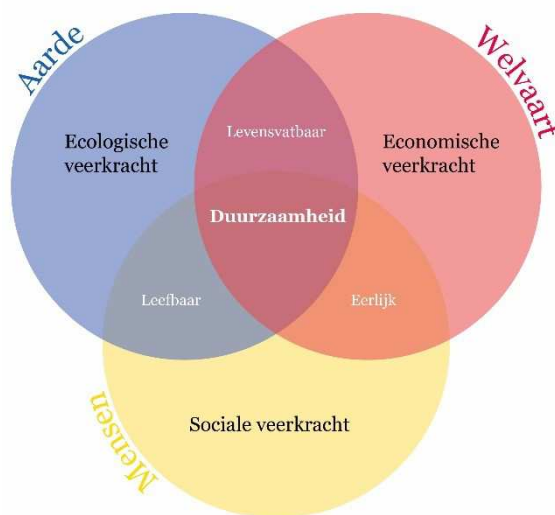 Aarde
Welvaart
Ecologische
veerkracht
Levensvatbaar
Economische
veerkracht
Duurzaamheid
Leefbaar
Eerlijk
Sociale veerkracht
Mensen